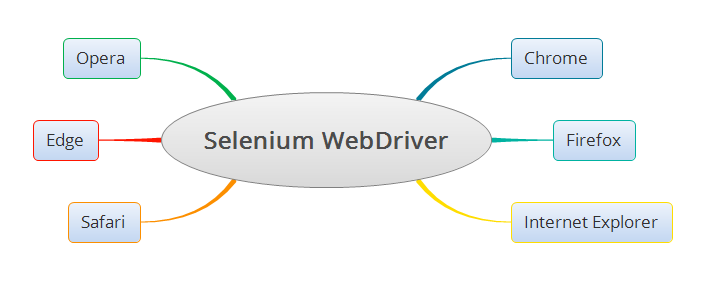 Opera
Chrome
Selenium WebDriver
Edge
Firefox
Safari
Internet Explorer